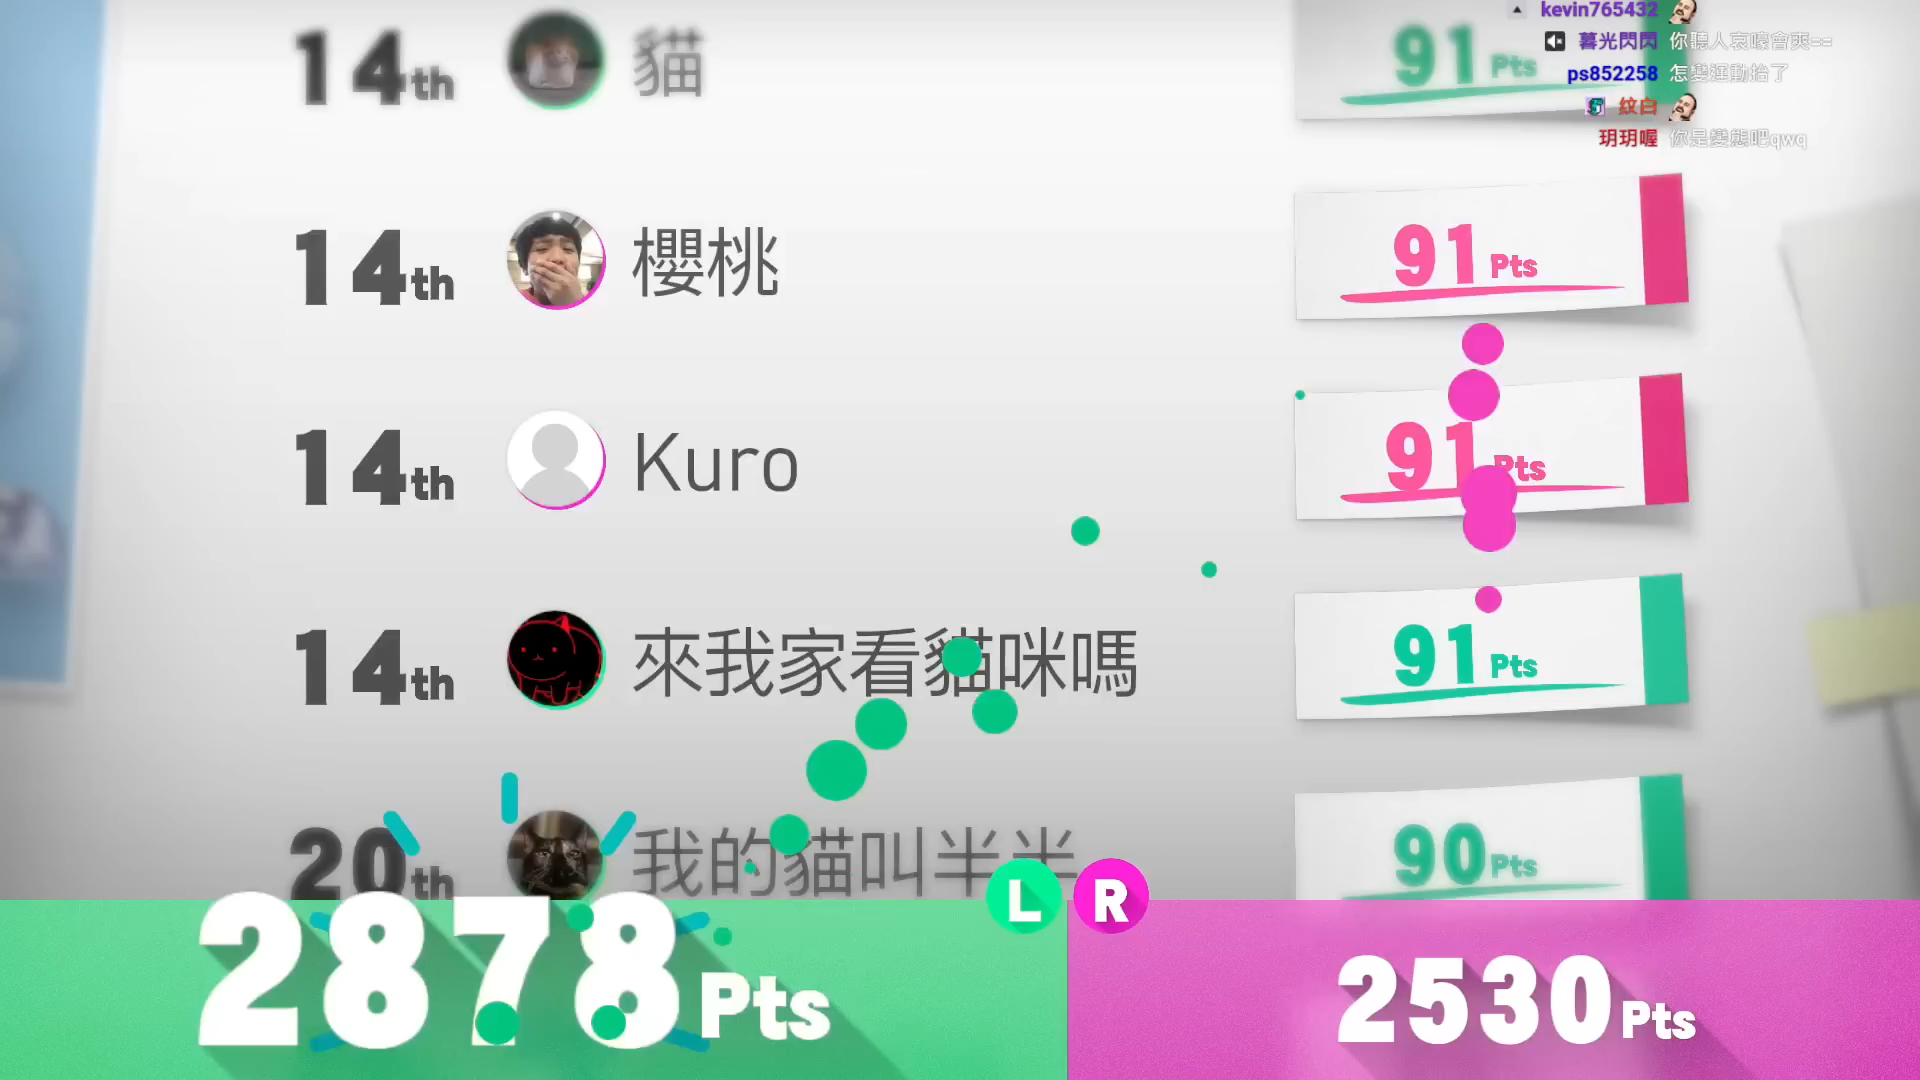 kevin765432
暮光閃閃 你聽人哀嚎會爽==
ps852258 怎變運動抬了
纹白
玥玥喔 你是變態吧qwq
14th 貓 91 Pts
14th 櫻桃 91 Pts
14th Kuro 91 Pts
14th 來我家看貓咪嗎 91 Pts
20th 我的貓叫半半 90 Pts
L R
2878 Pts 2530 Pts